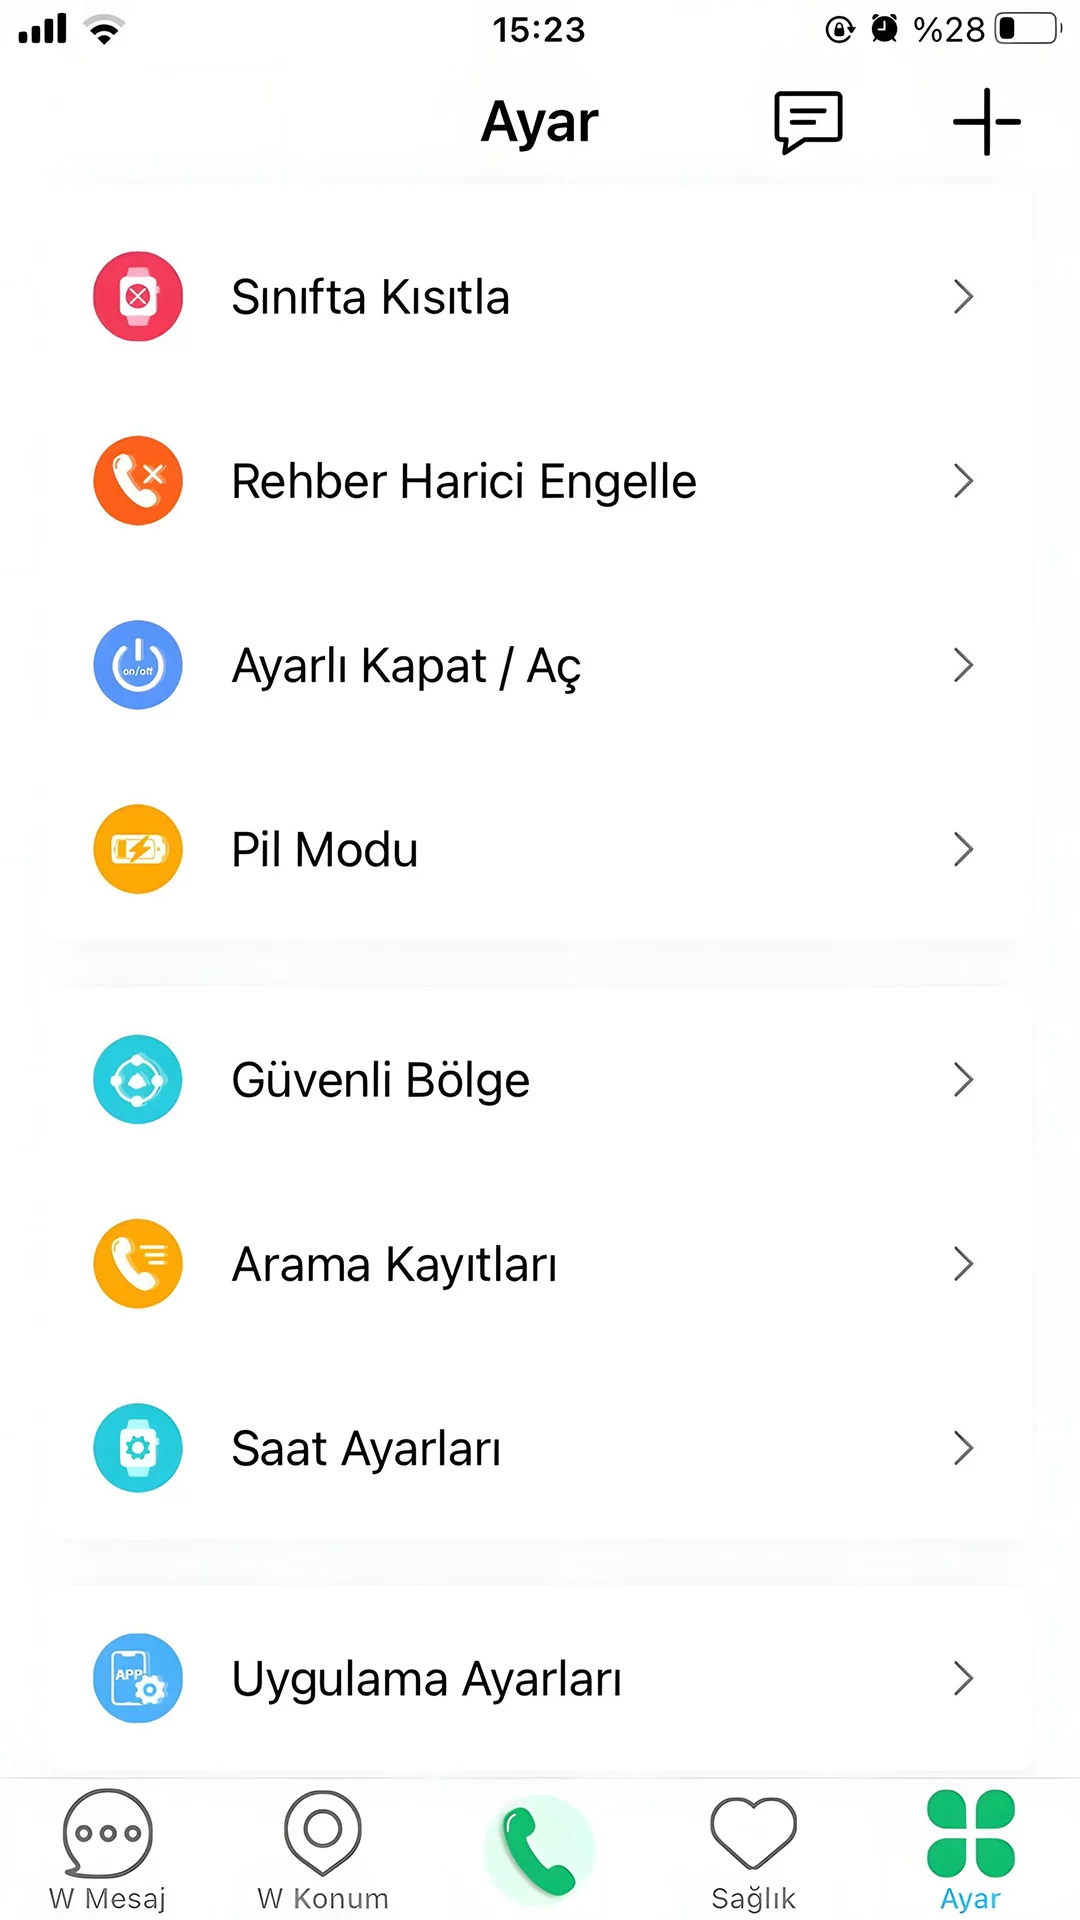 15:23
%28
Ayar
Sınıfta Kısıtla
Rehber Harici Engelle
on/off
Ayarlı Kapat / Aç
Pil Modu
Güvenli Bölge
Arama Kayıtları
Saat Ayarları
APP
Uygulama Ayarları
W Mesaj
W Konum
Sağlık
Ayar